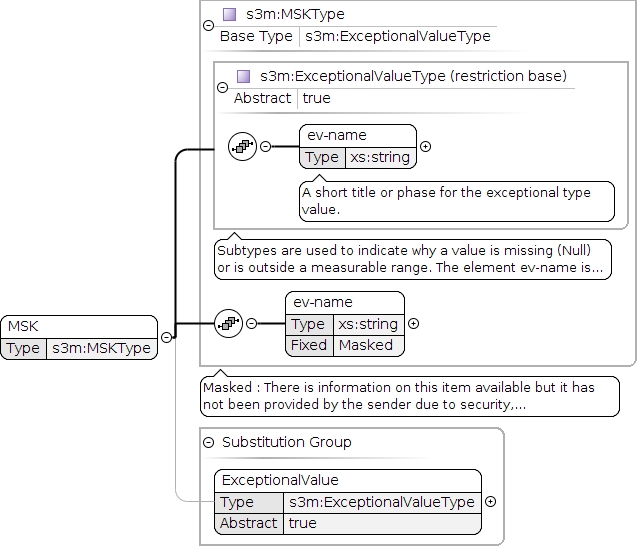 s3m:MSKType
Base Type s3m:ExceptionalValueType
s3m:ExceptionalValueType (restriction base)
Abstract true
ev-name
Type xs:string
A short title or phase for the exceptional type
value.
Subtypes are used to indicate why a value is missing (Null)
or is outside a measurable range. The element ev-name is...
ev-name
Type xs:string
Fixed Masked
MSK
Type s3m:MSKType
Masked : There is information on this item available but it has
not been provided by the sender due to security,...
Substitution Group
ExceptionalValue
Type s3m:ExceptionalValueType
Abstract true